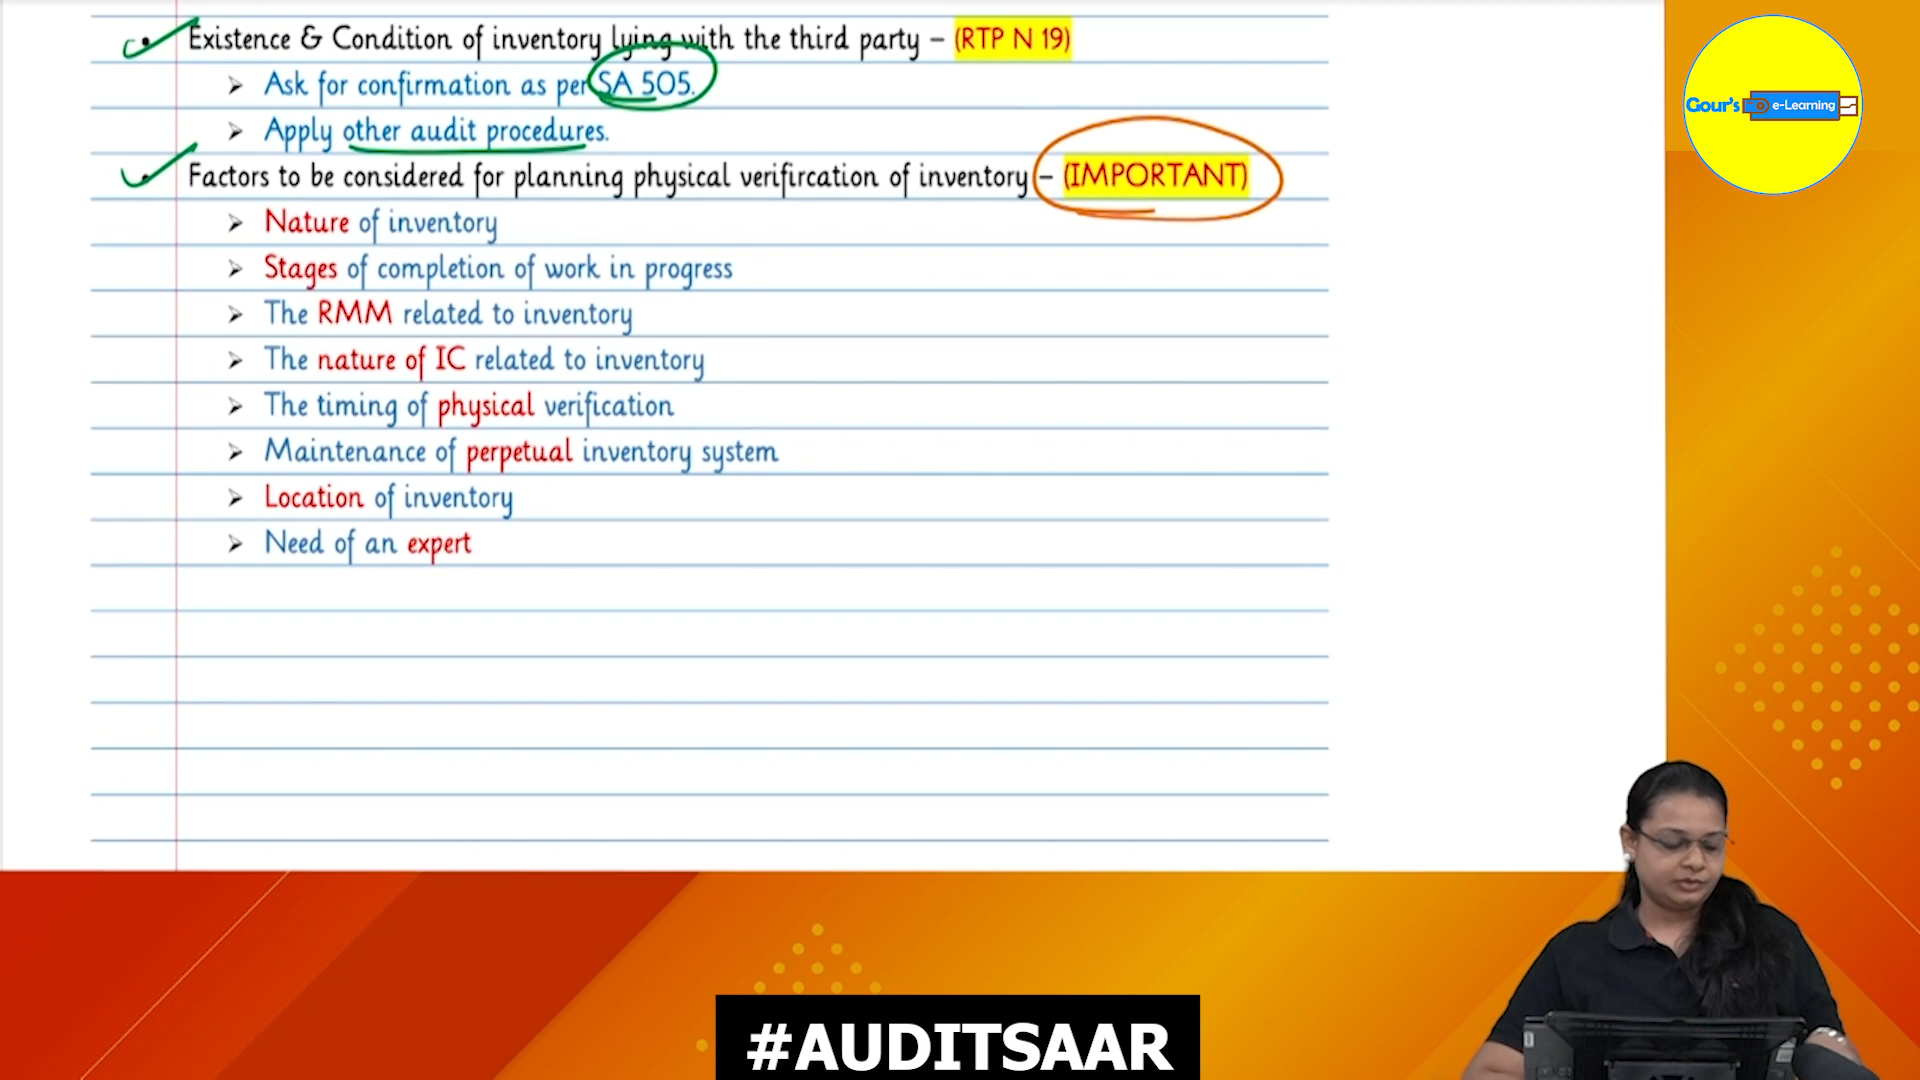 • Existence & Condition of inventory lying with the third party – (RTP N 19)
➢ Ask for confirmation as per SA 505.
➢ Apply other audit procedures.
• Factors to be considered for planning physical verifircation of inventory – (IMPORTANT)
➢ Nature of inventory
➢ Stages of completion of work in progress
➢ The RMM related to inventory
➢ The nature of IC related to inventory
➢ The timing of physical verification
➢ Maintenance of perpetual inventory system
➢ Location of inventory
➢ Need of an expert
Gour's e-Learning
#AUDITSAAR